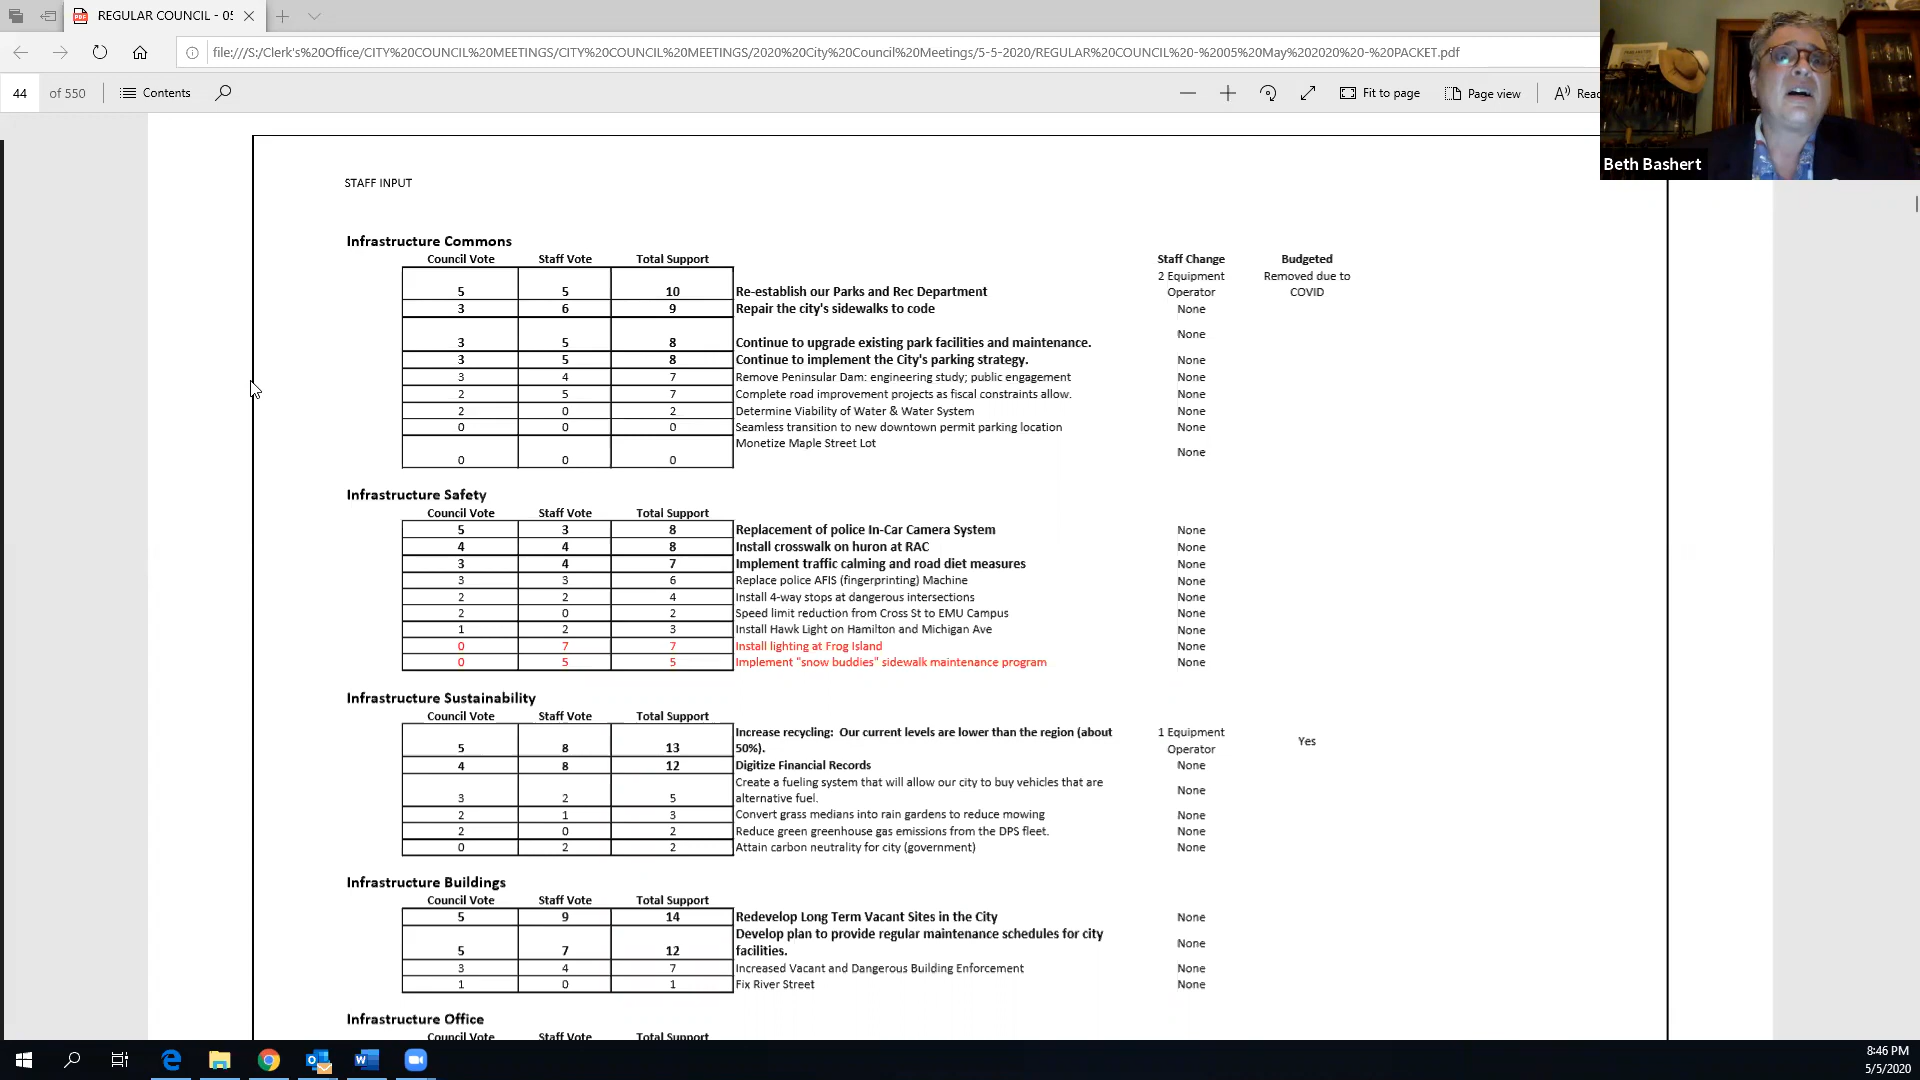 REGULAR COUNCIL - 05
file:///S:/Clerk's%20Office/CITY%20COUNCIL%20MEETINGS/CITY%20COUNCIL%20MEETINGS/2020%20City%20Council%20Meetings/5-5-2020/REGULAR%20COUNCIL%20-%2005%20May%202020%20-%20PACKET.pdf
44 of 550 Contents Fit to page Page view Rea
Beth Bashert
STAFF INPUT
Infrastructure Commons
Council Vote Staff Vote Total Support Staff Change Budgeted
5 5 10 Re-establish our Parks and Rec Department 2 Equipment Operator Removed due to COVID
3 6 9 Repair the city's sidewalks to code None
3 5 8 Continue to upgrade existing park facilities and maintenance. None
3 5 8 Continue to implement the City's parking strategy. None
3 4 7 Remove Peninsular Dam: engineering study; public engagement None
2 5 7 Complete road improvement projects as fiscal constraints allow. None
2 0 2 Determine Viability of Water & Water System None
0 0 0 Seamless transition to new downtown permit parking location None
0 0 0 Monetize Maple Street Lot None
Infrastructure Safety
Council Vote Staff Vote Total Support
5 3 8 Replacement of police In-Car Camera System None
4 4 8 Install crosswalk on huron at RAC None
3 4 7 Implement traffic calming and road diet measures None
3 3 6 Replace police AFIS (fingerprinting) Machine None
2 2 4 Install 4-way stops at dangerous intersections None
2 0 2 Speed limit reduction from Cross St to EMU Campus None
1 2 3 Install Hawk Light on Hamilton and Michigan Ave None
0 7 7 Install lighting at Frog Island None
0 5 5 Implement "snow buddies" sidewalk maintenance program None
Infrastructure Sustainability
Council Vote Staff Vote Total Support
5 8 13 Increase recycling: Our current levels are lower than the region (about 50%). 1 Equipment Operator Yes
4 8 12 Digitize Financial Records None
3 2 5 Create a fueling system that will allow our city to buy vehicles that are alternative fuel. None
2 1 3 Convert grass medians into rain gardens to reduce mowing None
2 0 2 Reduce green greenhouse gas emissions from the DPS fleet. None
0 2 2 Attain carbon neutrality for city (government) None
Infrastructure Buildings
Council Vote Staff Vote Total Support
5 9 14 Redevelop Long Term Vacant Sites in the City None
5 7 12 Develop plan to provide regular maintenance schedules for city facilities. None
3 4 7 Increased Vacant and Dangerous Building Enforcement None
1 0 1 Fix River Street None
Infrastructure Office
Council Vote Staff Vote Total Support
8:46 PM
5/5/2020